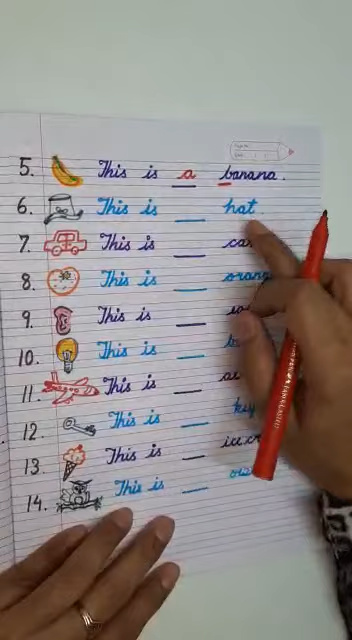 5. This is a banana.
6. This is ___ hat.
7. This is ___
8. This is ___
9. This is ___
10. This is ___
11. This is ___
12. This is ___ key
13. This is ___
14. This is ___